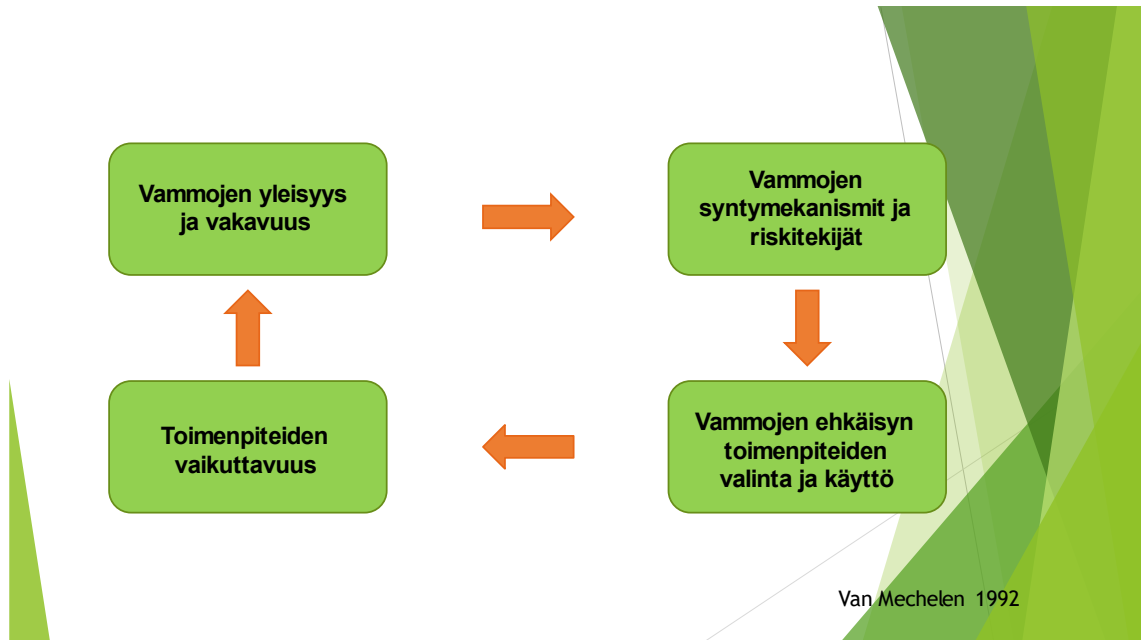 Vammojen yleisyys
ja vakavuus
Vammojen
syntymekanismit ja
riskitekijät
Toimenpiteiden
vaikuttavuus
Vammojen ehkäisyn
toimenpiteiden
valinta ja käyttö
Van Mechelen 1992